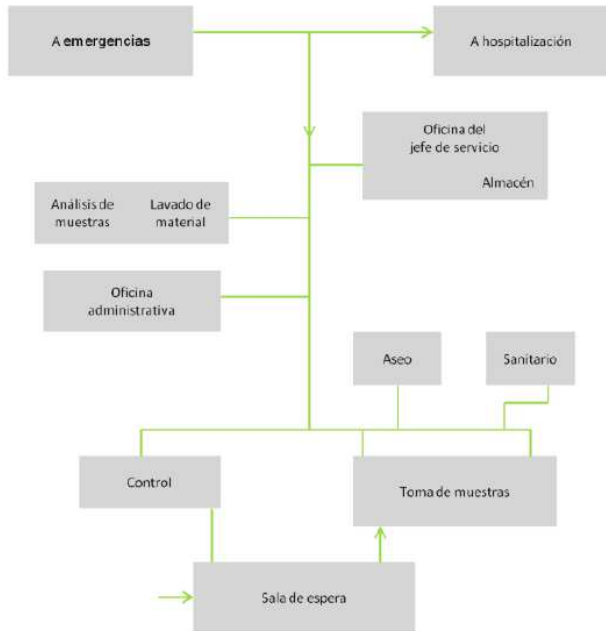 A emergencias
A hospitalización
Oficina del
jefe de servicio
Almacén
Análisis de
muestras
Lavado de
material
Oficina
administrativa
Aseo
Sanitario
Control
Toma de muestras
Sala de espera